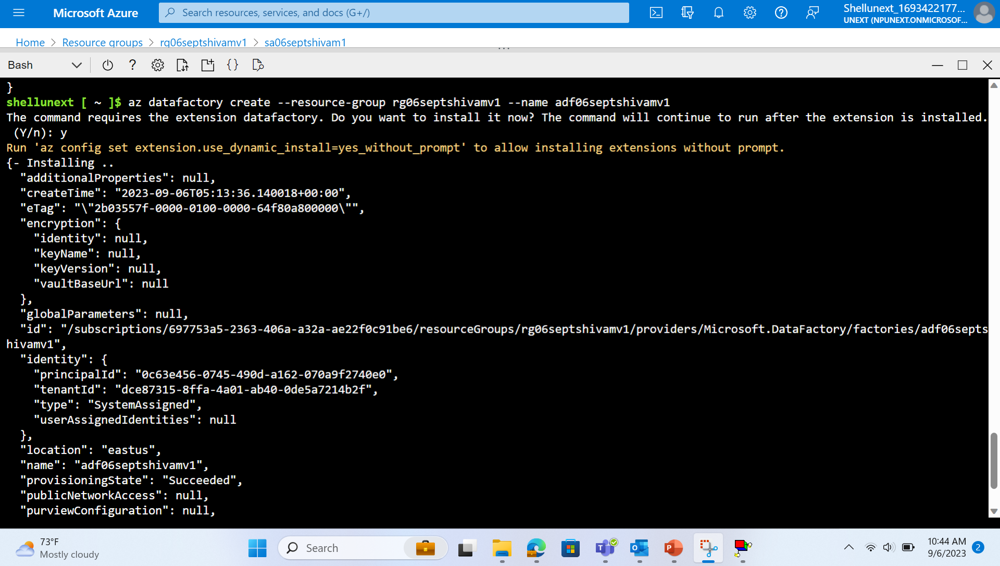 Microsoft Azure
Search resources, services, and docs (G+/)
Shellunext_1693422177...
UNEXT (NPUNEXT.ONMICROSOF...
Home > Resource groups > rg06septshivamv1 > sa06septshivam1
Bash
}
shellunext [ ~ ]$ az datafactory create --resource-group rg06septshivamv1 --name adf06septshivamv1
The command requires the extension datafactory. Do you want to install it now? The command will continue to run after the extension is installed.
 (Y/n): y
Run 'az config set extension.use_dynamic_install=yes_without_prompt' to allow installing extensions without prompt.
{- Installing ..
  "additionalProperties": null,
  "createTime": "2023-09-06T05:13:36.140018+00:00",
  "eTag": "\"2b03557f-0000-0100-0000-64f80a800000\"",
  "encryption": {
    "identity": null,
    "keyName": null,
    "keyVersion": null,
    "vaultBaseUrl": null
  },
  "globalParameters": null,
  "id": "/subscriptions/697753a5-2363-406a-a32a-ae22f0c91be6/resourceGroups/rg06septshivamv1/providers/Microsoft.DataFactory/factories/adf06septs
hivamv1",
  "identity": {
    "principalId": "0c63e456-0745-490d-a162-070a9f2740e0",
    "tenantId": "dce87315-8ffa-4a01-ab40-0de5a7214b2f",
    "type": "SystemAssigned",
    "userAssignedIdentities": null
  },
  "location": "eastus",
  "name": "adf06septshivamv1",
  "provisioningState": "Succeeded",
  "publicNetworkAccess": null,
  "purviewConfiguration": null,
73°F
Mostly cloudy
Search
10:44 AM
9/6/2023
2